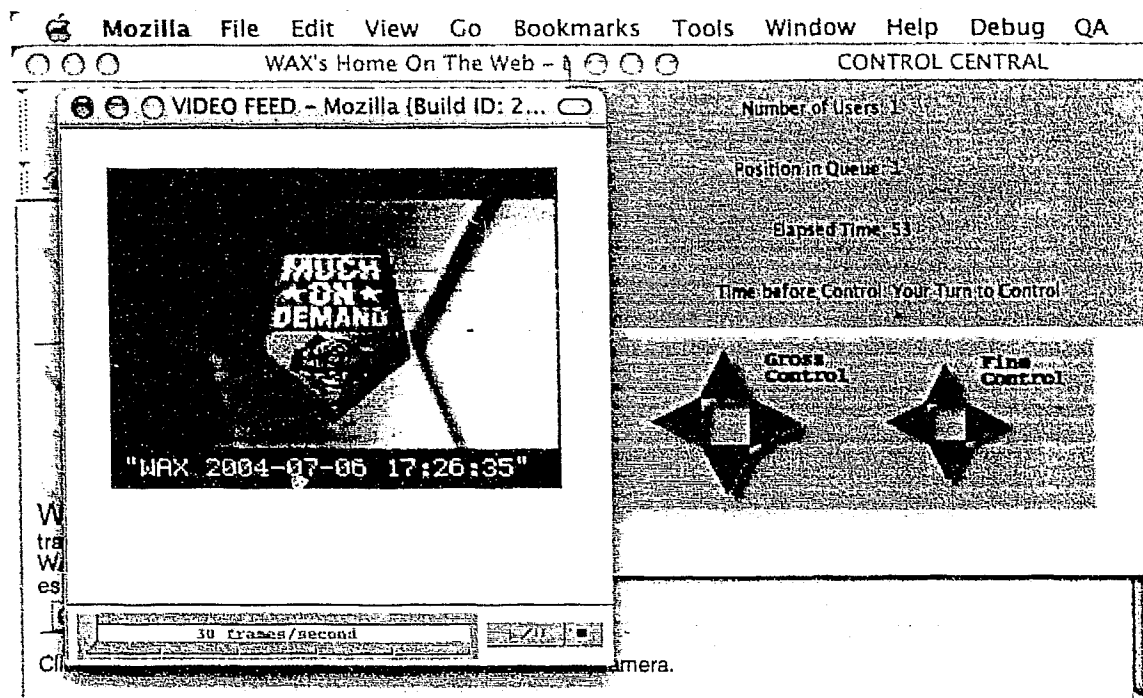 Mozilla File Edit View Go Bookmarks Tools Window Help Debug QA
WAX's Home On The Web –
CONTROL CENTRAL
VIDEO FEED – Mozilla {Build ID: 2...
Number of Users: 1
Position in Queue: 1
Elapsed Time: 53
Time before Control: Your Turn to Control
MUCH
ON
DEMAND
Gross
Control
Fine
Control
"WAX 2004-07-06 17:26:35"
W
tra
W
es
30 frames/second
amera.